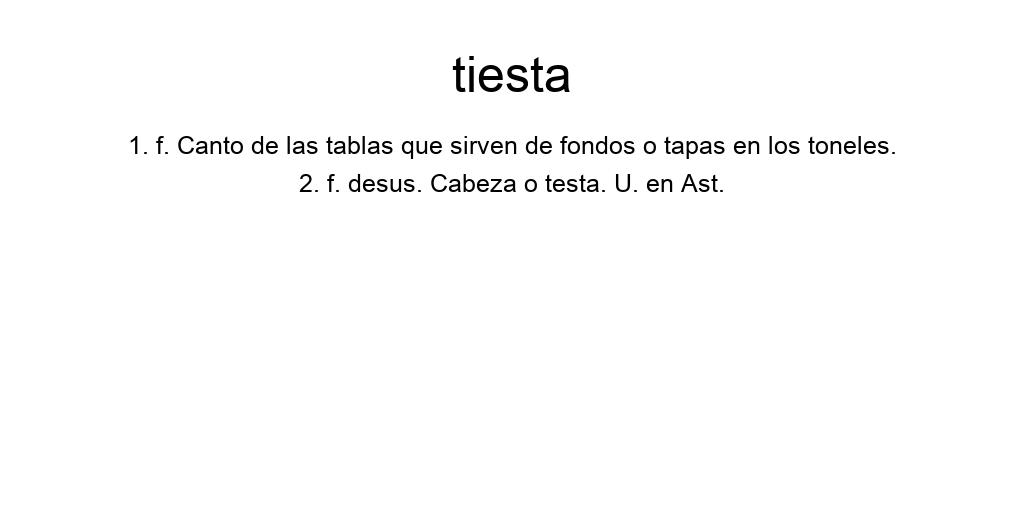 tiesta
1. f. Canto de las tablas que sirven de fondos o tapas en los toneles.
2. f. desus. Cabeza o testa. U. en Ast.